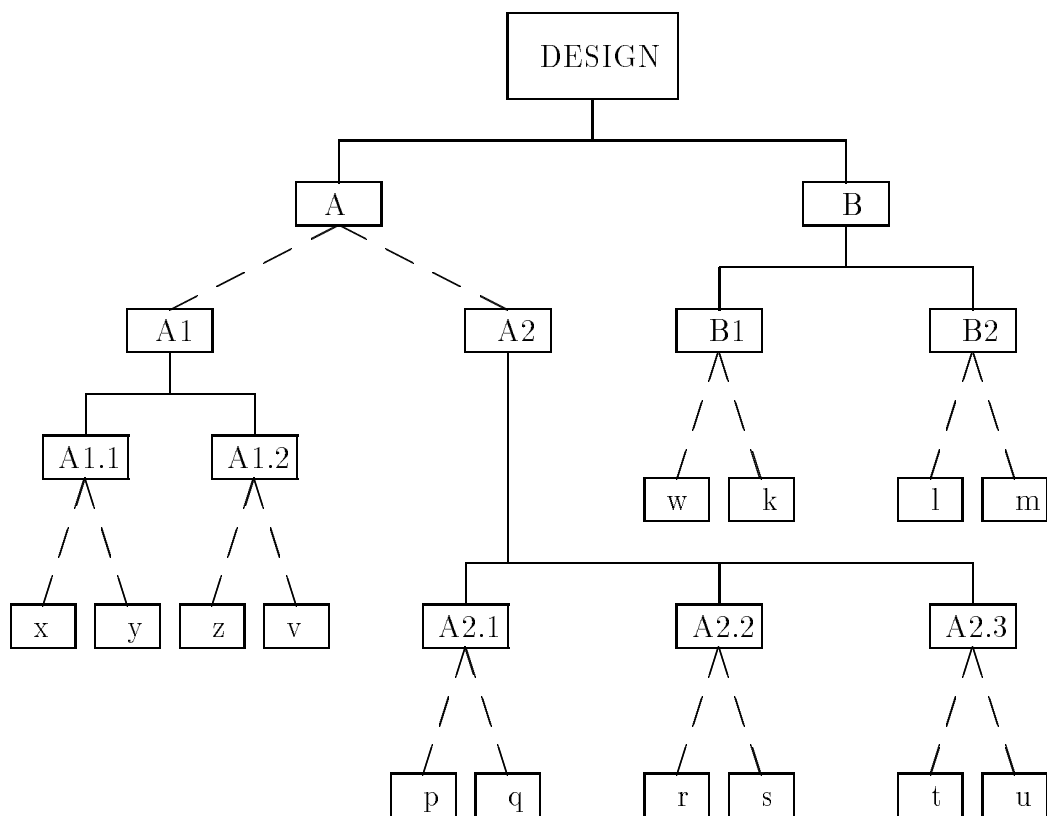 DESIGN
A B
A1 A2 B1 B2
A1.1 A1.2
w k l m
x y z v A2.1 A2.2 A2.3
p q r s t u